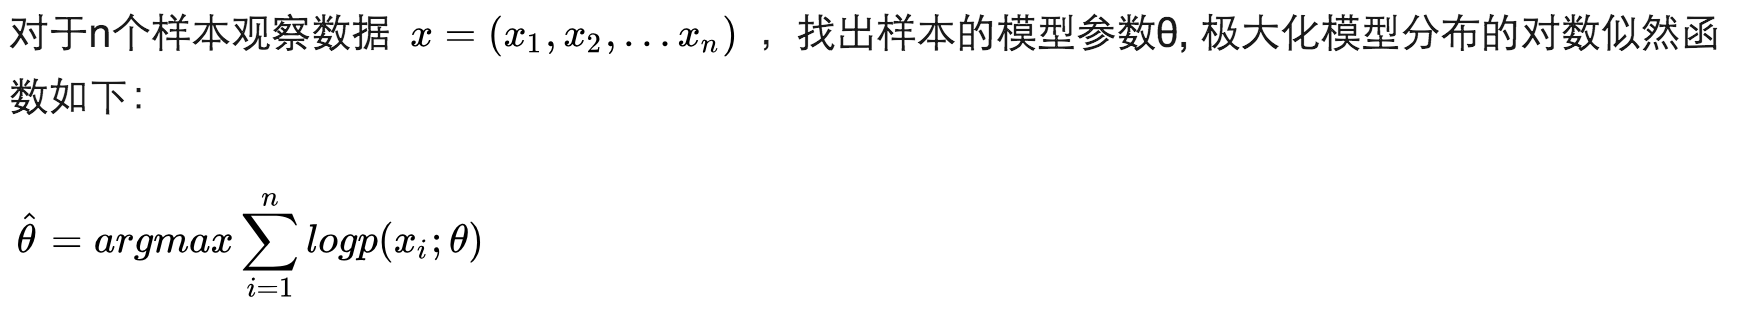 对于n个样本观察数据 x = (x₁, x₂, … xₙ) ，找出样本的模型参数θ, 极大化模型分布的对数似然函
数如下：
θ̂ = argmax ∑ᵢ₌₁ⁿ logp(xᵢ; θ)